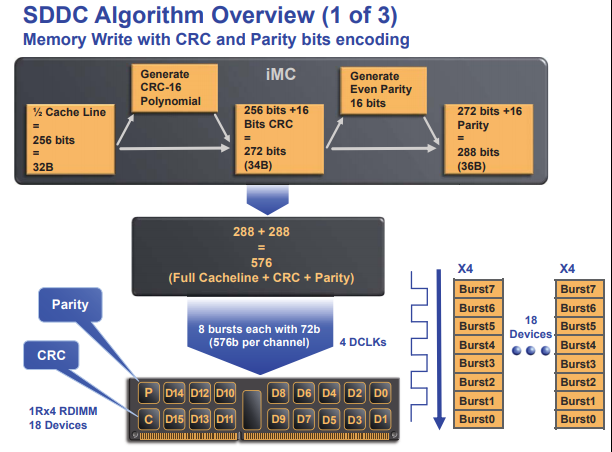 SDDC Algorithm Overview (1 of 3)
Memory Write with CRC and Parity bits encoding
iMC
½ Cache Line
=
256 bits
=
32B
Generate
CRC-16
Polynomial
256 bits +16
Bits CRC
=
272 bits
(34B)
Generate
Even Parity
16 bits
272 bits +16
Parity
=
288 bits
(36B)
288 + 288
=
576
(Full Cacheline + CRC + Parity)
8 bursts each with 72b
(576b per channel)
4 DCLKs
Parity
CRC
1Rx4 RDIMM
18 Devices
P D14 D12 D10 D8 D6 D4 D2 D0
C D15 D13 D11 D9 D7 D5 D3 D1
X4
Burst7
Burst6
Burst5
Burst4
Burst3
Burst2
Burst1
Burst0
18
Devices
X4
Burst7
Burst6
Burst5
Burst4
Burst3
Burst2
Burst1
Burst0